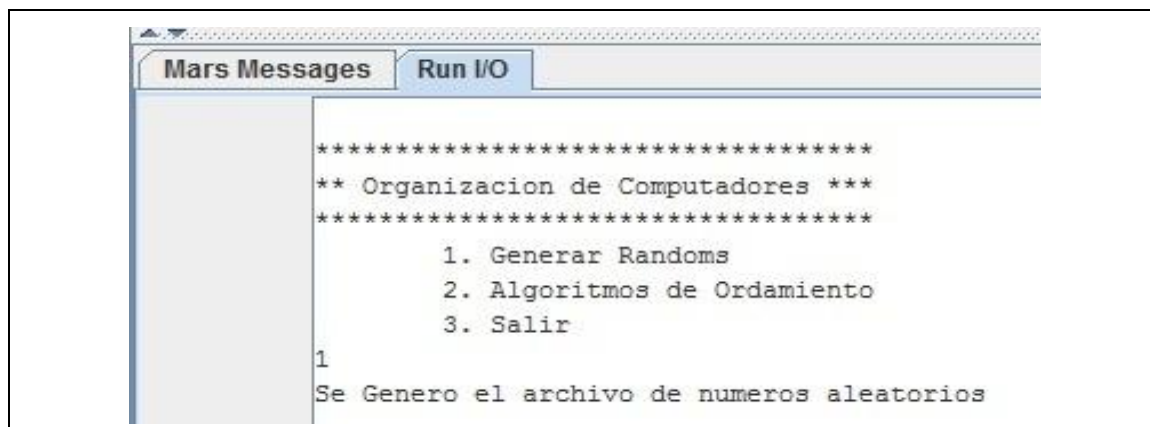 Mars Messages Run I/O
***********************************
** Organizacion de Computadores ***
***********************************
1. Generar Randoms
2. Algoritmos de Ordamiento
3. Salir
1
Se Genero el archivo de numeros aleatorios